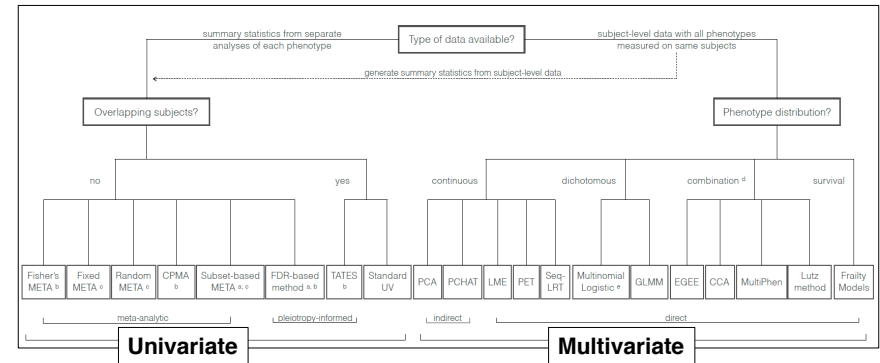 summary statistics from separate
analyses of each phenotype
Type of data available?
subject-level data with all phenotypes
measured on same subjects
generate summary statistics from subject-level data
Overlapping subjects?
Phenotype distribution?
no
yes
continuous
dichotomous
combination d
survival
Fisher's
META b
Fixed
META c
Random
META c
CPMA
b
Subset-based
META a, c
FDR-based
method a, b
TATES
b
Standard
UV
PCA
PCHAT
LME
PET
Seq-
LRT
Multinomial
Logistic e
GLMM
EGEE
CCA
MultiPhen
Lutz
method
Frailty
Models
meta-analytic
pleiotropy-informed
indirect
direct
Univariate
Multivariate